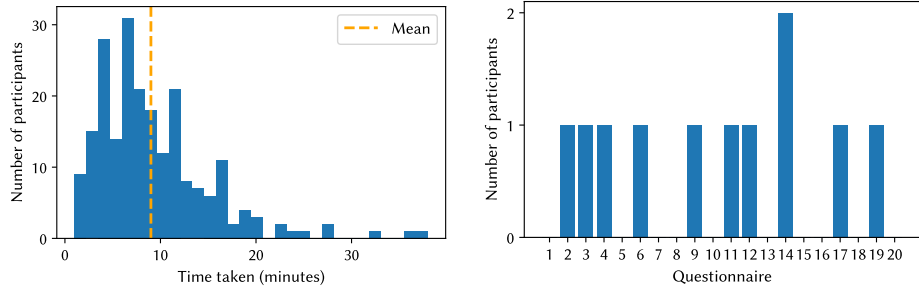 Number of participants
30
20
10
0
Mean
0 10 20 30
Time taken (minutes)
Number of participants
2
1
0
1 2 3 4 5 6 7 8 9 10 11 12 13 14 15 16 17 18 19 20
Questionnaire